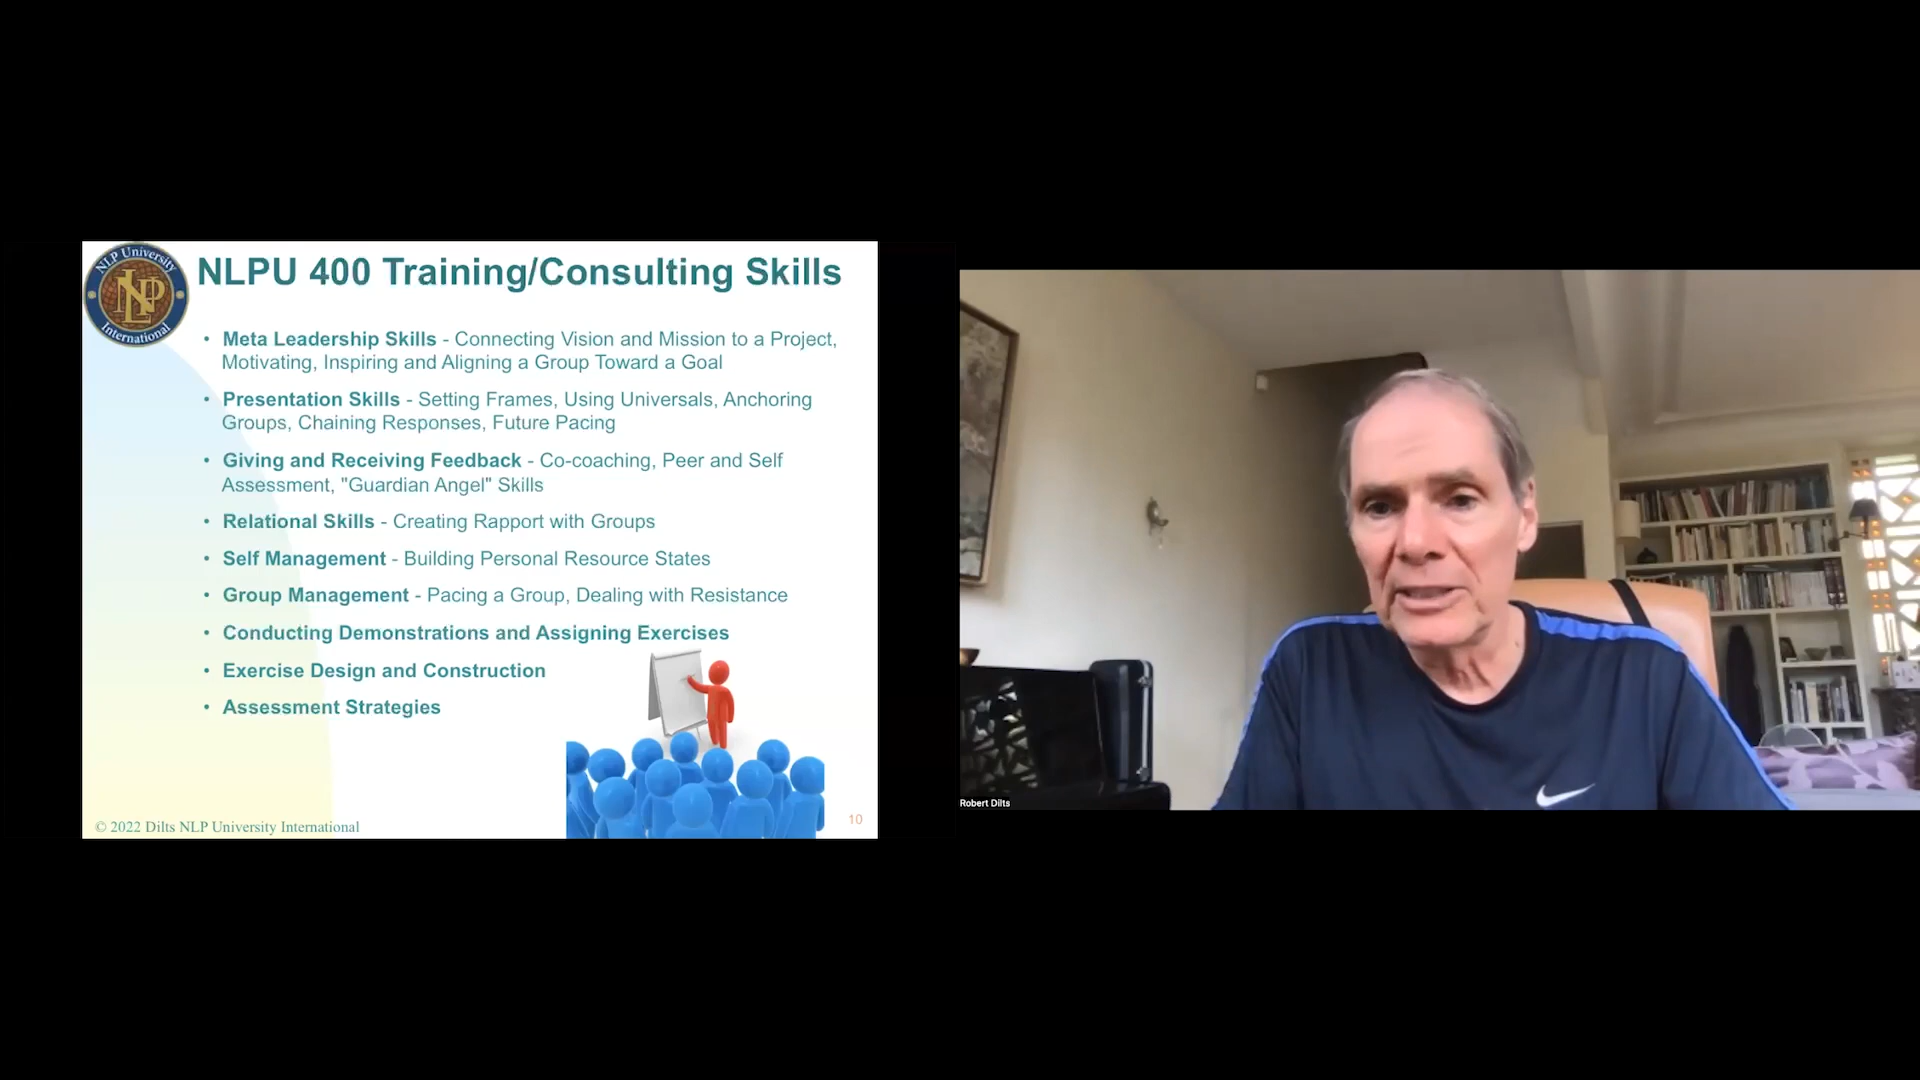 NLP University
NLP
International
NLPU 400 Training/Consulting Skills
• Meta Leadership Skills - Connecting Vision and Mission to a Project,
Motivating, Inspiring and Aligning a Group Toward a Goal
• Presentation Skills - Setting Frames, Using Universals, Anchoring
Groups, Chaining Responses, Future Pacing
• Giving and Receiving Feedback - Co-coaching, Peer and Self
Assessment, "Guardian Angel" Skills
• Relational Skills - Creating Rapport with Groups
• Self Management - Building Personal Resource States
• Group Management - Pacing a Group, Dealing with Resistance
• Conducting Demonstrations and Assigning Exercises
• Exercise Design and Construction
• Assessment Strategies
© 2022 Dilts NLP University International
10
Robert Dilts